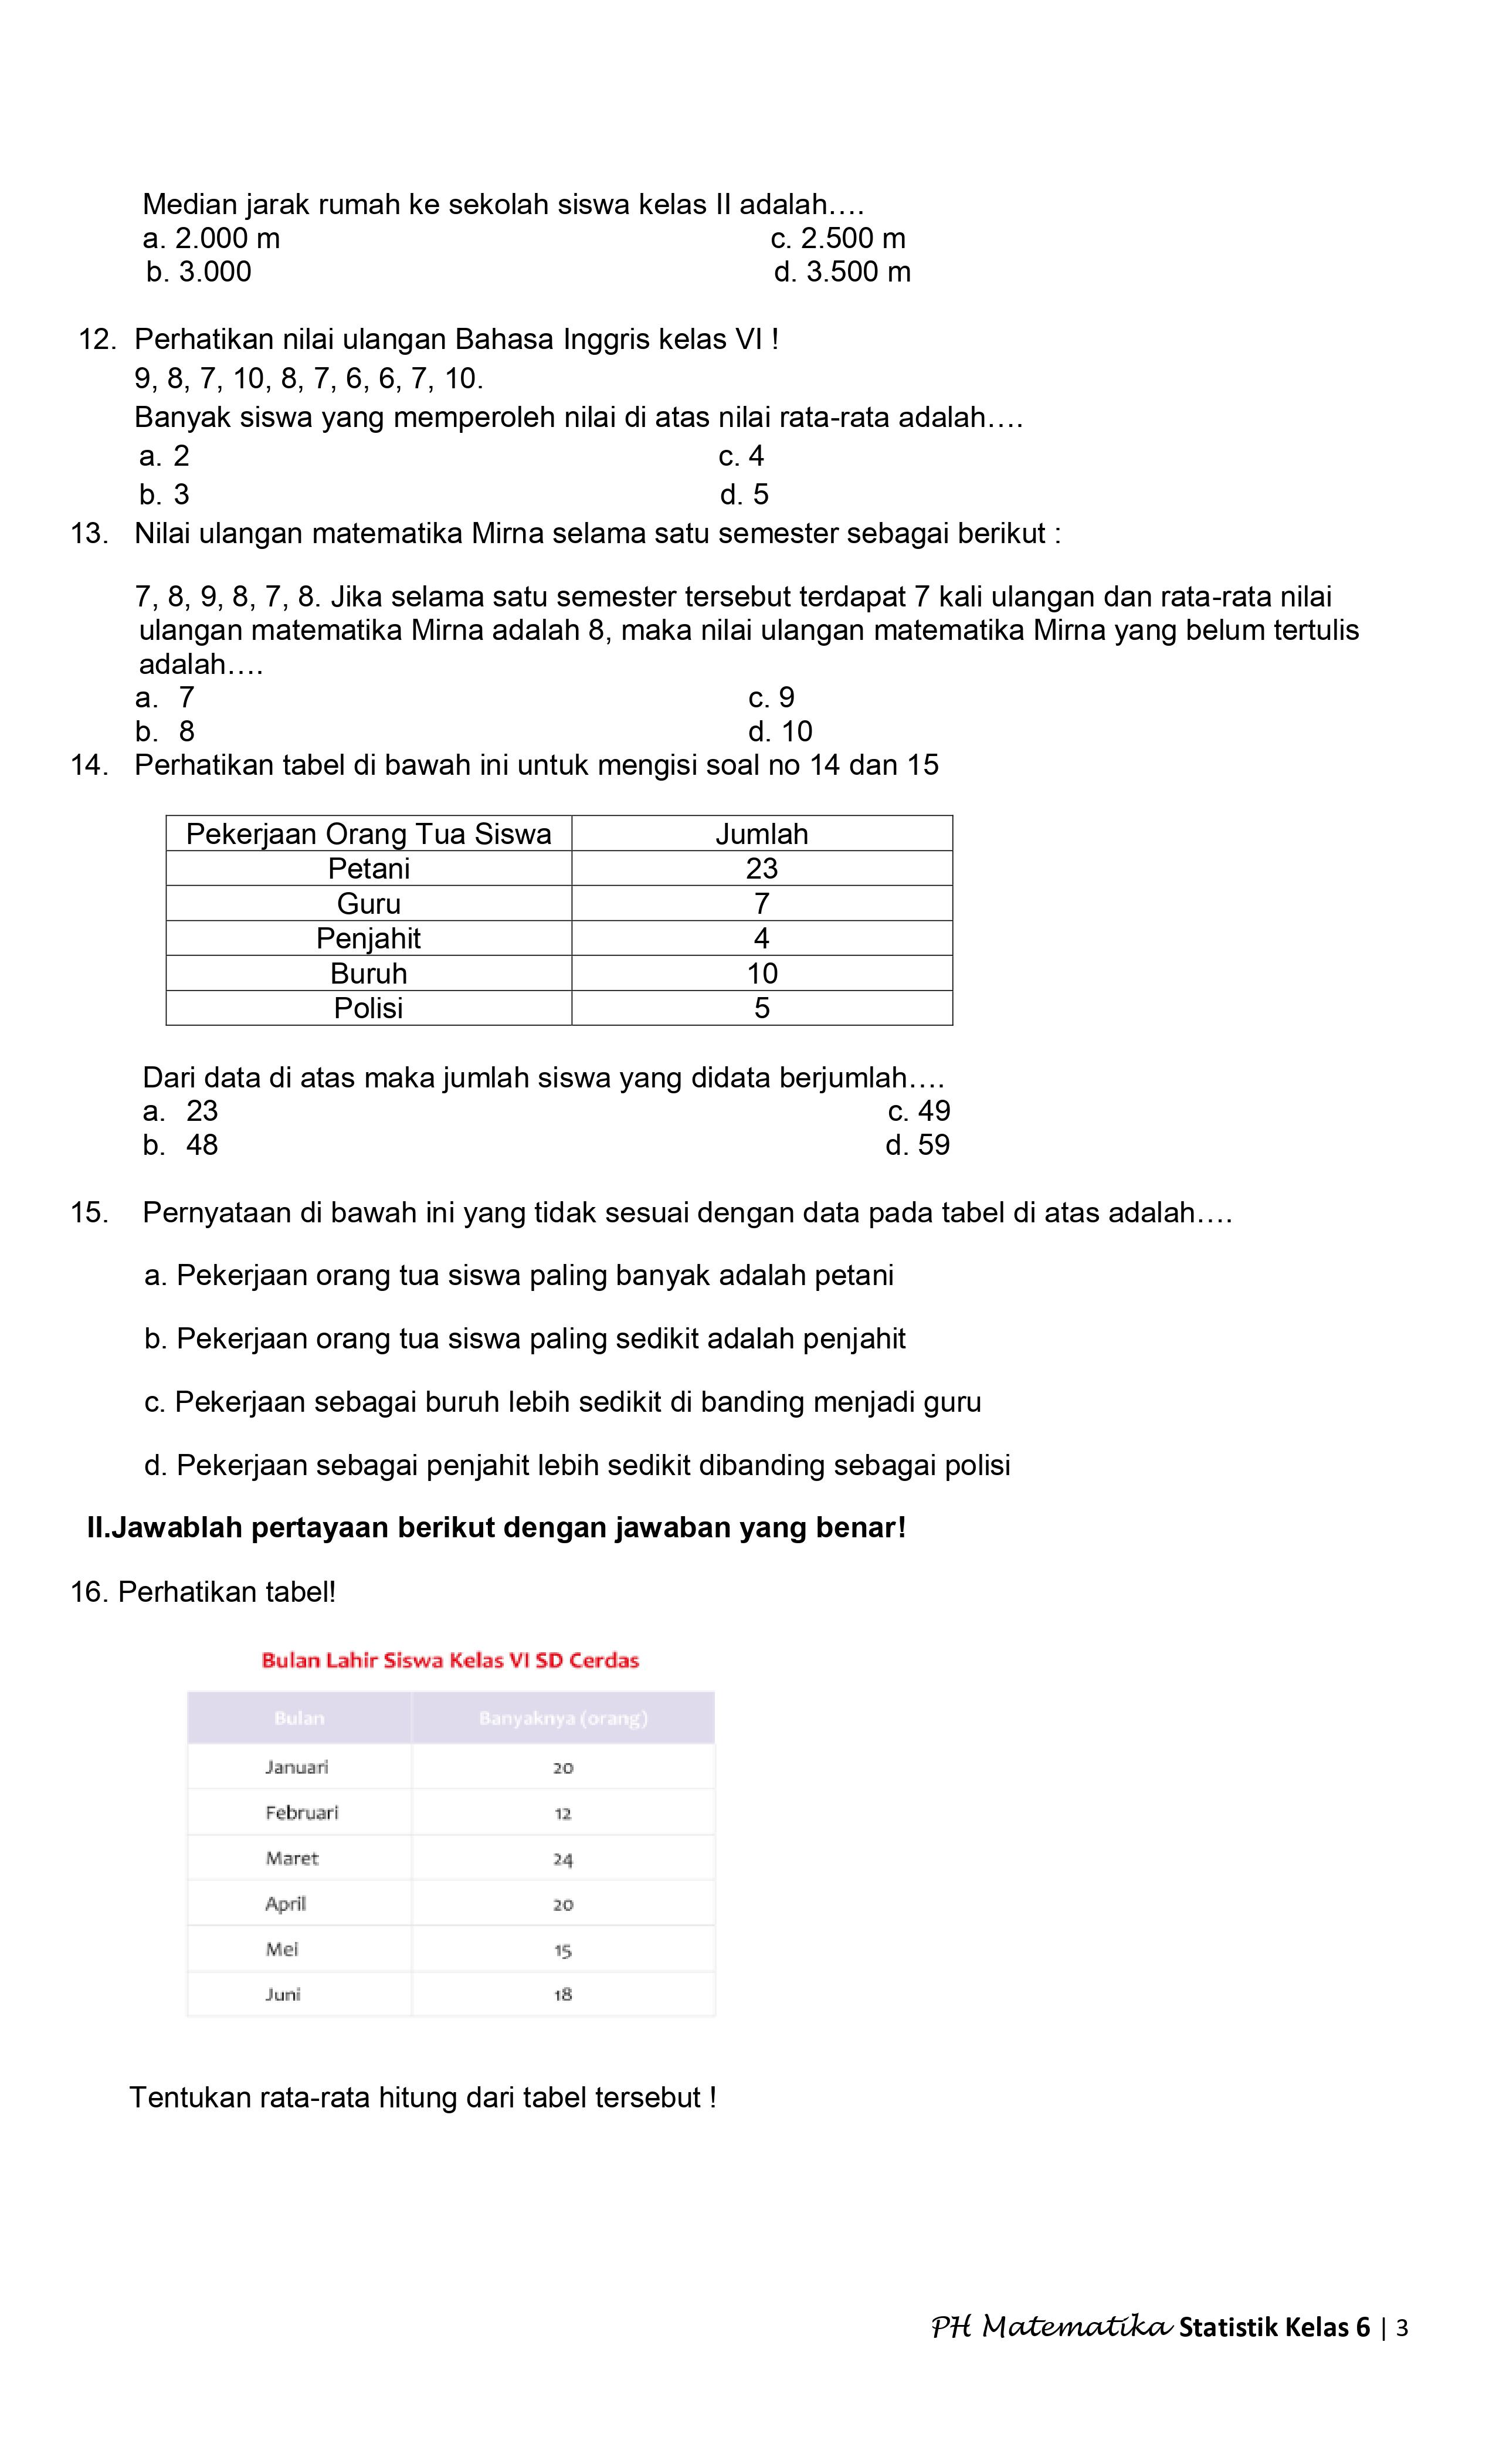 Median jarak rumah ke sekolah siswa kelas II adalah….
a. 2.000 m c. 2.500 m
b. 3.000 d. 3.500 m
12. Perhatikan nilai ulangan Bahasa Inggris kelas VI !
9, 8, 7, 10, 8, 7, 6, 6, 7, 10.
Banyak siswa yang memperoleh nilai di atas nilai rata-rata adalah….
a. 2 c. 4
b. 3 d. 5
13. Nilai ulangan matematika Mirna selama satu semester sebagai berikut :
7, 8, 9, 8, 7, 8. Jika selama satu semester tersebut terdapat 7 kali ulangan dan rata-rata nilai
ulangan matematika Mirna adalah 8, maka nilai ulangan matematika Mirna yang belum tertulis
adalah….
a. 7 c. 9
b. 8 d. 10
14. Perhatikan tabel di bawah ini untuk mengisi soal no 14 dan 15
Pekerjaan Orang Tua Siswa Jumlah
Petani 23
Guru 7
Penjahit 4
Buruh 10
Polisi 5
Dari data di atas maka jumlah siswa yang didata berjumlah….
a. 23 c. 49
b. 48 d. 59
15. Pernyataan di bawah ini yang tidak sesuai dengan data pada tabel di atas adalah….
a. Pekerjaan orang tua siswa paling banyak adalah petani
b. Pekerjaan orang tua siswa paling sedikit adalah penjahit
c. Pekerjaan sebagai buruh lebih sedikit di banding menjadi guru
d. Pekerjaan sebagai penjahit lebih sedikit dibanding sebagai polisi
II.Jawablah pertayaan berikut dengan jawaban yang benar!
16. Perhatikan tabel!
Bulan Lahir Siswa Kelas VI SD Cerdas
Bulan Banyaknya (orang)
Januari 20
Februari 12
Maret 24
April 20
Mei 15
Juni 18
Tentukan rata-rata hitung dari tabel tersebut !
PH Matematika Statistik Kelas 6 | 3